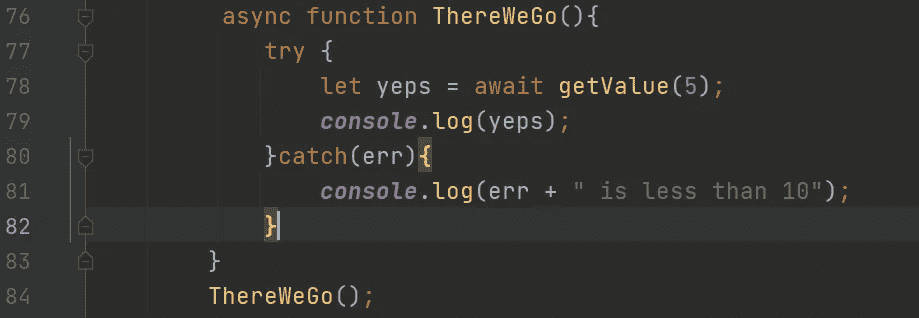 76 async function ThereWeGo(){
77 try {
78 let yeps = await getValue(5);
79 console.log(yeps);
80 }catch(err){
81 console.log(err + " is less than 10");
82 }
83 }
84 ThereWeGo();